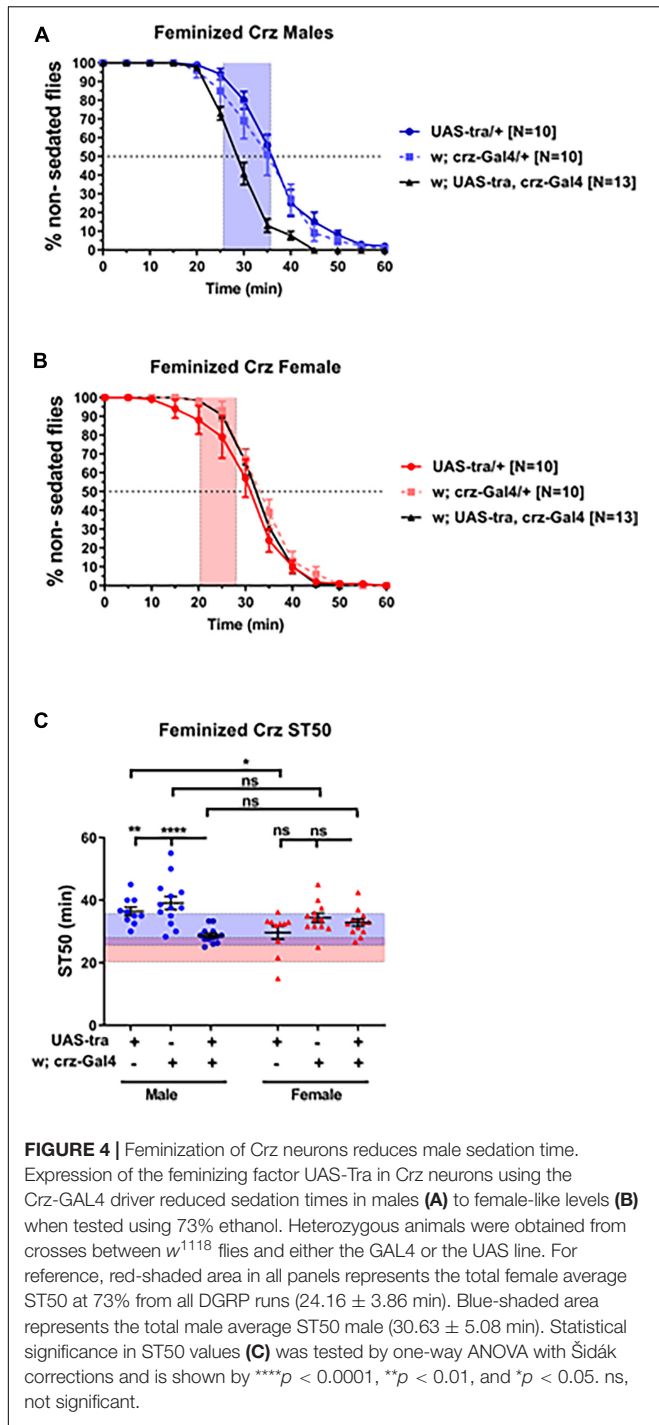 A
Feminized Crz Males
% non- sedated flies
100
90
80
70
60
50
40
30
20
10
0
0 10 20 30 40 50 60
Time (min)
UAS-tra/+ [N=10]
w; crz-Gal4/+ [N=10]
w; UAS-tra, crz-Gal4 [N=13]
B
Feminized Crz Female
% non- sedated flies
100
90
80
70
60
50
40
30
20
10
0
0 10 20 30 40 50 60
Time (min)
UAS-tra/+ [N=10]
w; crz-Gal4/+ [N=10]
w; UAS-tra, crz-Gal4 [N=13]
C
Feminized Crz ST50
*
ns
ns
** **** ns ns
ST50 (min)
60
40
20
0
UAS-tra + - + + - +
w; crz-Gal4 - + + - + +
Male Female
FIGURE 4 | Feminization of Crz neurons reduces male sedation time.
Expression of the feminizing factor UAS-Tra in Crz neurons using the
Crz-GAL4 driver reduced sedation times in males (A) to female-like levels (B)
when tested using 73% ethanol. Heterozygous animals were obtained from
crosses between w¹¹¹⁸ flies and either the GAL4 or the UAS line. For
reference, red-shaded area in all panels represents the total female average
ST50 at 73% from all DGRP runs (24.16 ± 3.86 min). Blue-shaded area
represents the total male average ST50 male (30.63 ± 5.08 min). Statistical
significance in ST50 values (C) was tested by one-way ANOVA with Šidák
corrections and is shown by ****p < 0.0001, **p < 0.01, and *p < 0.05. ns,
not significant.